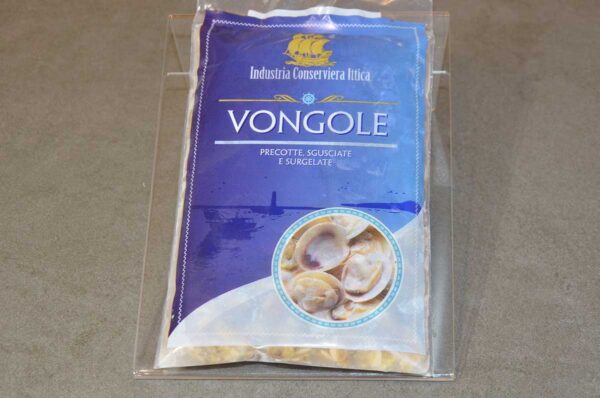 Industria Conserviera Ittica
VONGOLE
PRECOTTE, SGUSCIATE
E SURGELATE